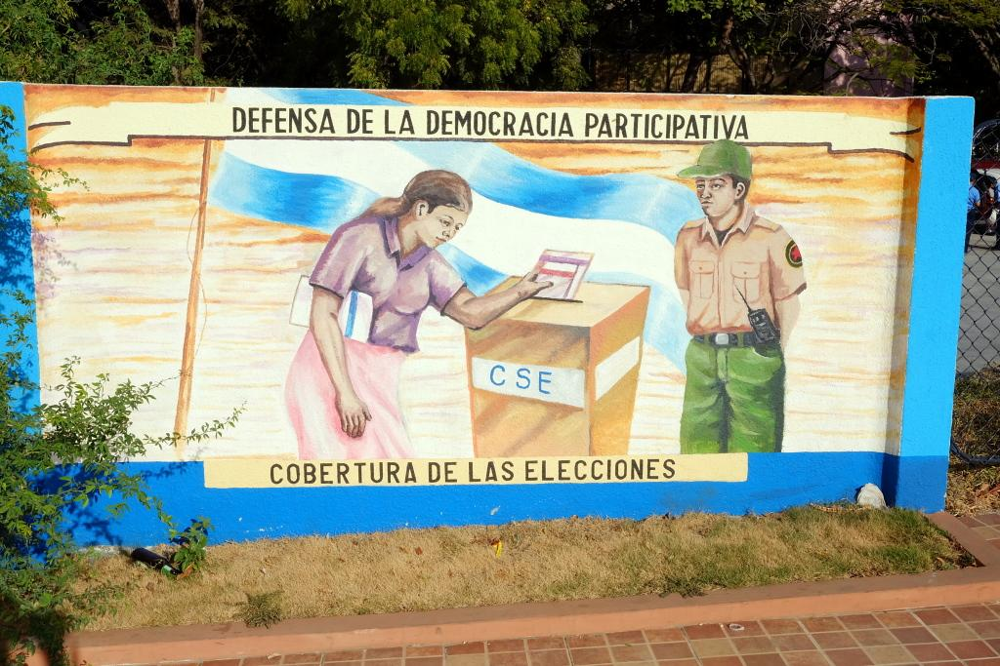 DEFENSA DE LA DEMOCRACIA PARTICIPATIVA
CSE
COBERTURA DE LAS ELECCIONES